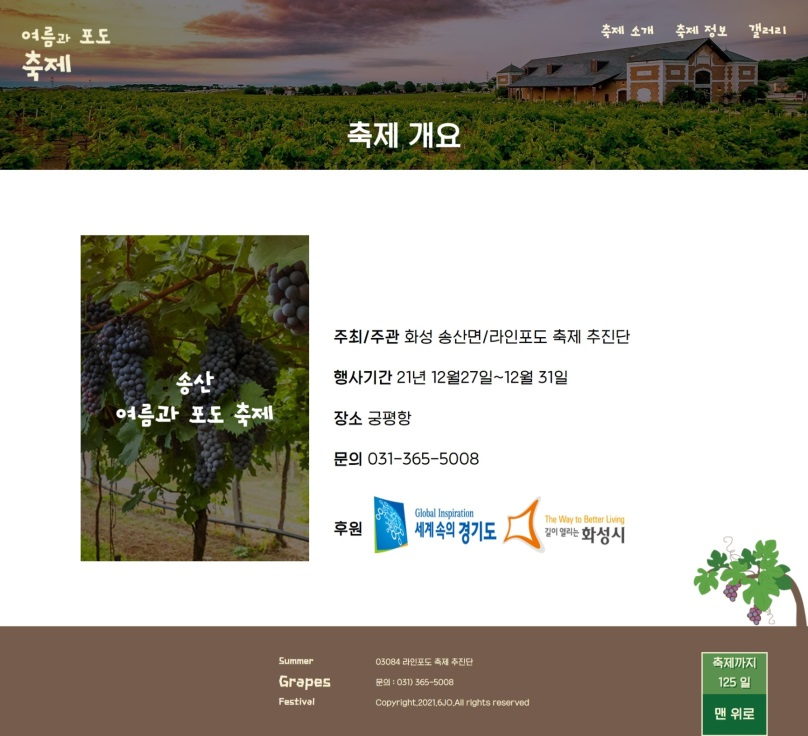 여름과 포도
축제
축제 소개 축제 정보 갤러리
축제 개요
송산
여름과 포도 축제
주최/주관 화성 송산면/라인포도 축제 추진단
행사기간 21년 12월27일~12월 31일
장소 궁평항
문의 031-365-5008
후원
Global Inspiration
세계 속의 경기도
The Way to Better Living
길이 열리는 화성시
Summer
Grapes
Festival
03084 라인포도 축제 추진단
문의 : 031) 365-5008
Copyright.2021.6JO.All rights reserved
축제까지
125 일
맨 위로